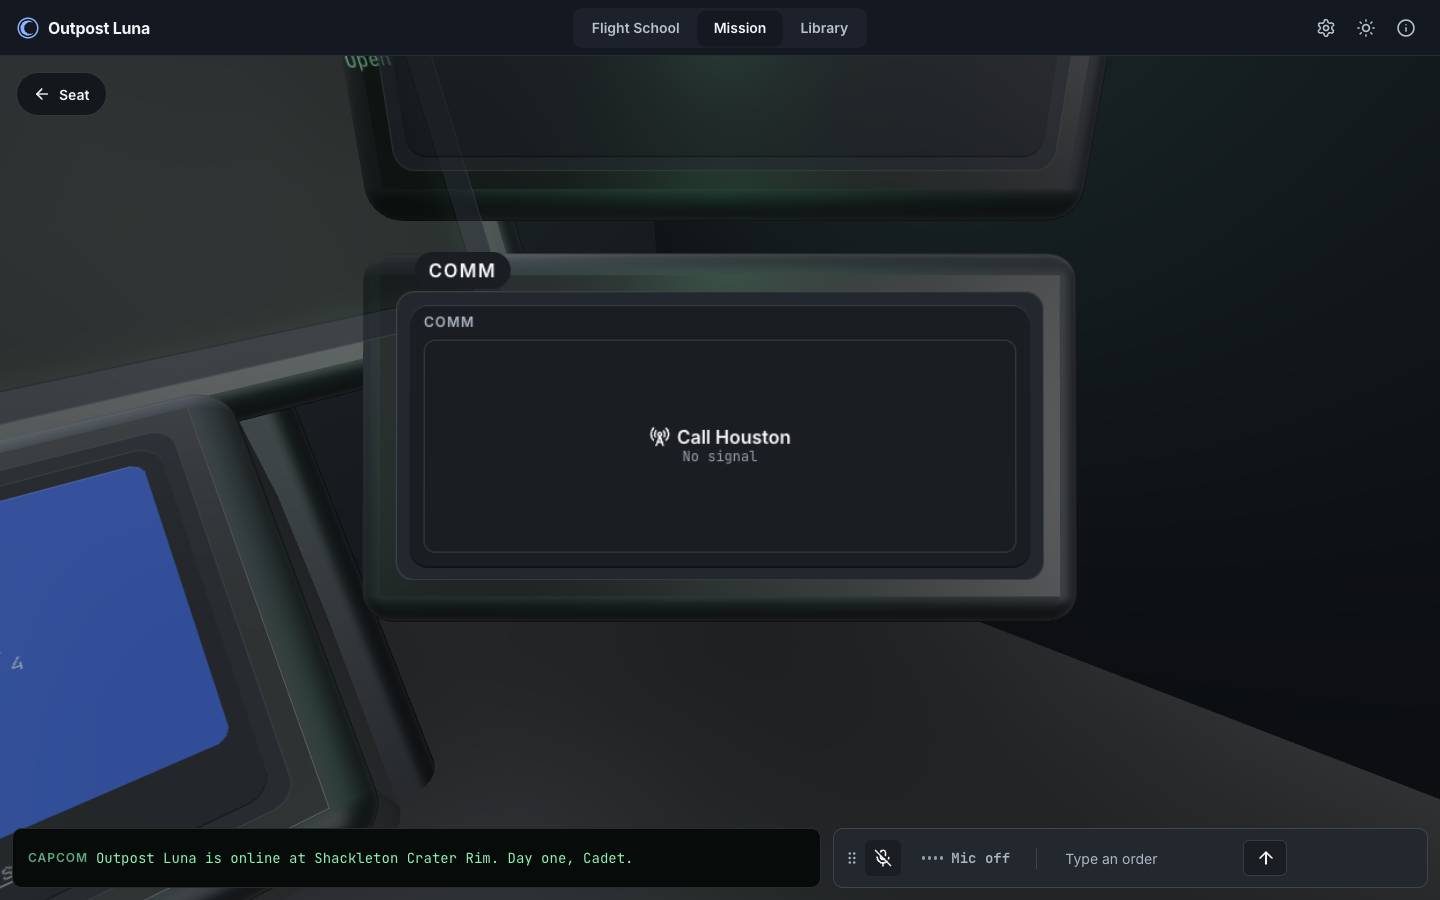 Outpost Luna
Flight School
Mission
Library
Open
Seat
COMM
COMM
Call Houston
No signal
CAPCOM Outpost Luna is online at Shackleton Crater Rim. Day one, Cadet.
Mic off
Type an order